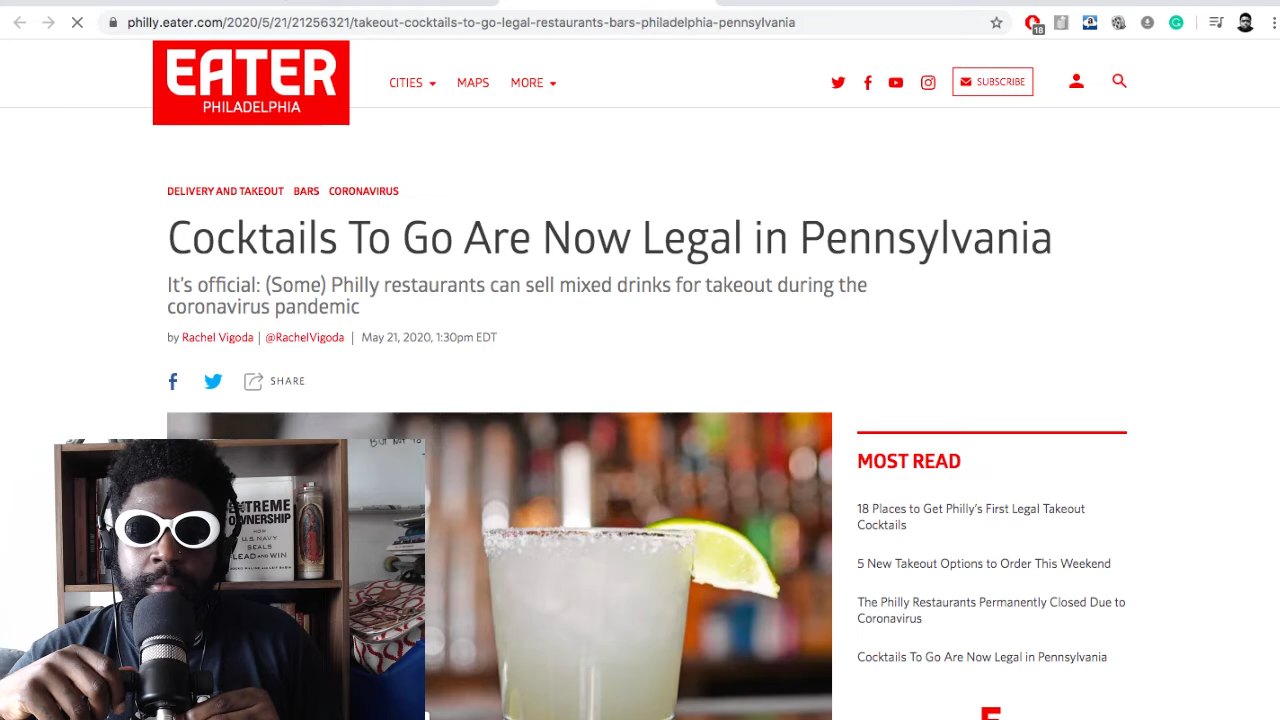 philly.eater.com/2020/5/21/21256321/takeout-cocktails-to-go-legal-restaurants-bars-philadelphia-pennsylvania
18
EATER
PHILADELPHIA
CITIES
MAPS
MORE
SUBSCRIBE
DELIVERY AND TAKEOUT BARS CORONAVIRUS
Cocktails To Go Are Now Legal in Pennsylvania
It's official: (Some) Philly restaurants can sell mixed drinks for takeout during the
coronavirus pandemic
by Rachel Vigoda | @RachelVigoda | May 21, 2020, 1:30pm EDT
SHARE
MOST READ
18 Places to Get Philly's First Legal Takeout
Cocktails
5 New Takeout Options to Order This Weekend
The Philly Restaurants Permanently Closed Due to
Coronavirus
Cocktails To Go Are Now Legal in Pennsylvania
EXTREME
OWNERSHIP
HOW
U.S. NAVY
SEALS
LEAD AND WIN